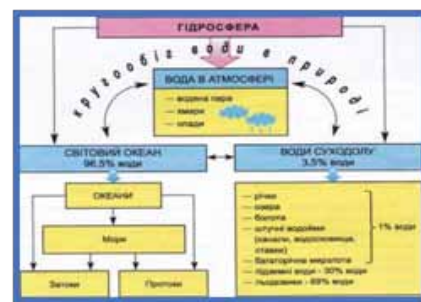 ГІДРОСФЕРА
кругообіг води в природі
ВОДА В АТМОСФЕРІ
— водяна пара
— хмари
— опади
СВІТОВИЙ ОКЕАН
96,5% води
ВОДИ СУХОДОЛУ
3,5% води
ОКЕАНИ
Моря
Затоки
Протоки
— річки
— озера
— болота
— штучні водойми
(канали, водосховища,
ставки)
— багаторічна мерзлота
1% води
— підземні води - 30% води
— льодовики - 69% води